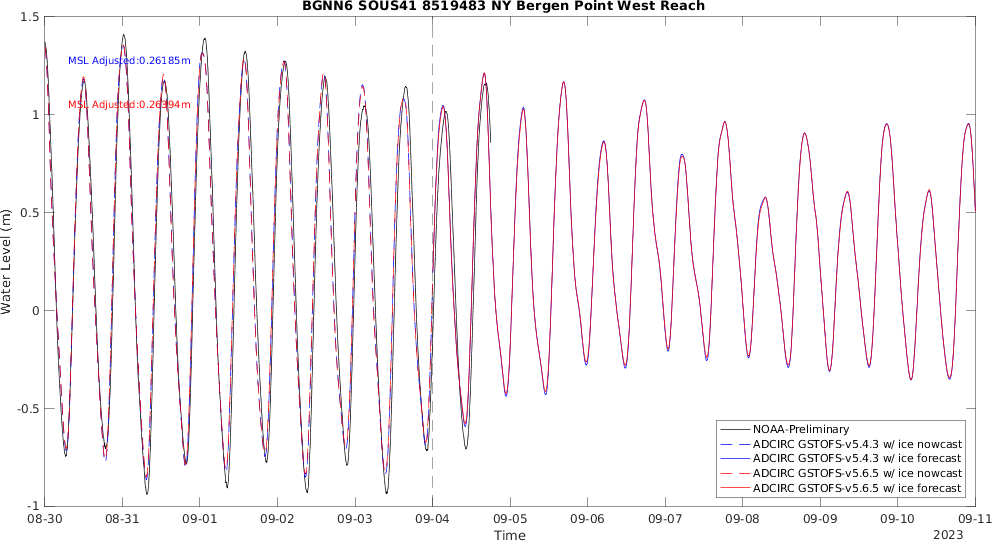 BGNN6 SOUS41 8519483 NY Bergen Point West Reach
1.5
1
0.5
0
-0.5
-1
Water Level (m)
MSL Adjusted:0.26185m
MSL Adjusted:0.26394m
NOAA-Preliminary
ADCIRC GSTOFS-v5.4.3 w/ ice nowcast
ADCIRC GSTOFS-v5.4.3 w/ ice forecast
ADCIRC GSTOFS-v5.6.5 w/ ice nowcast
ADCIRC GSTOFS-v5.6.5 w/ ice forecast
08-30 08-31 09-01 09-02 09-03 09-04 09-05 09-06 09-07 09-08 09-09 09-10 09-11
Time
2023